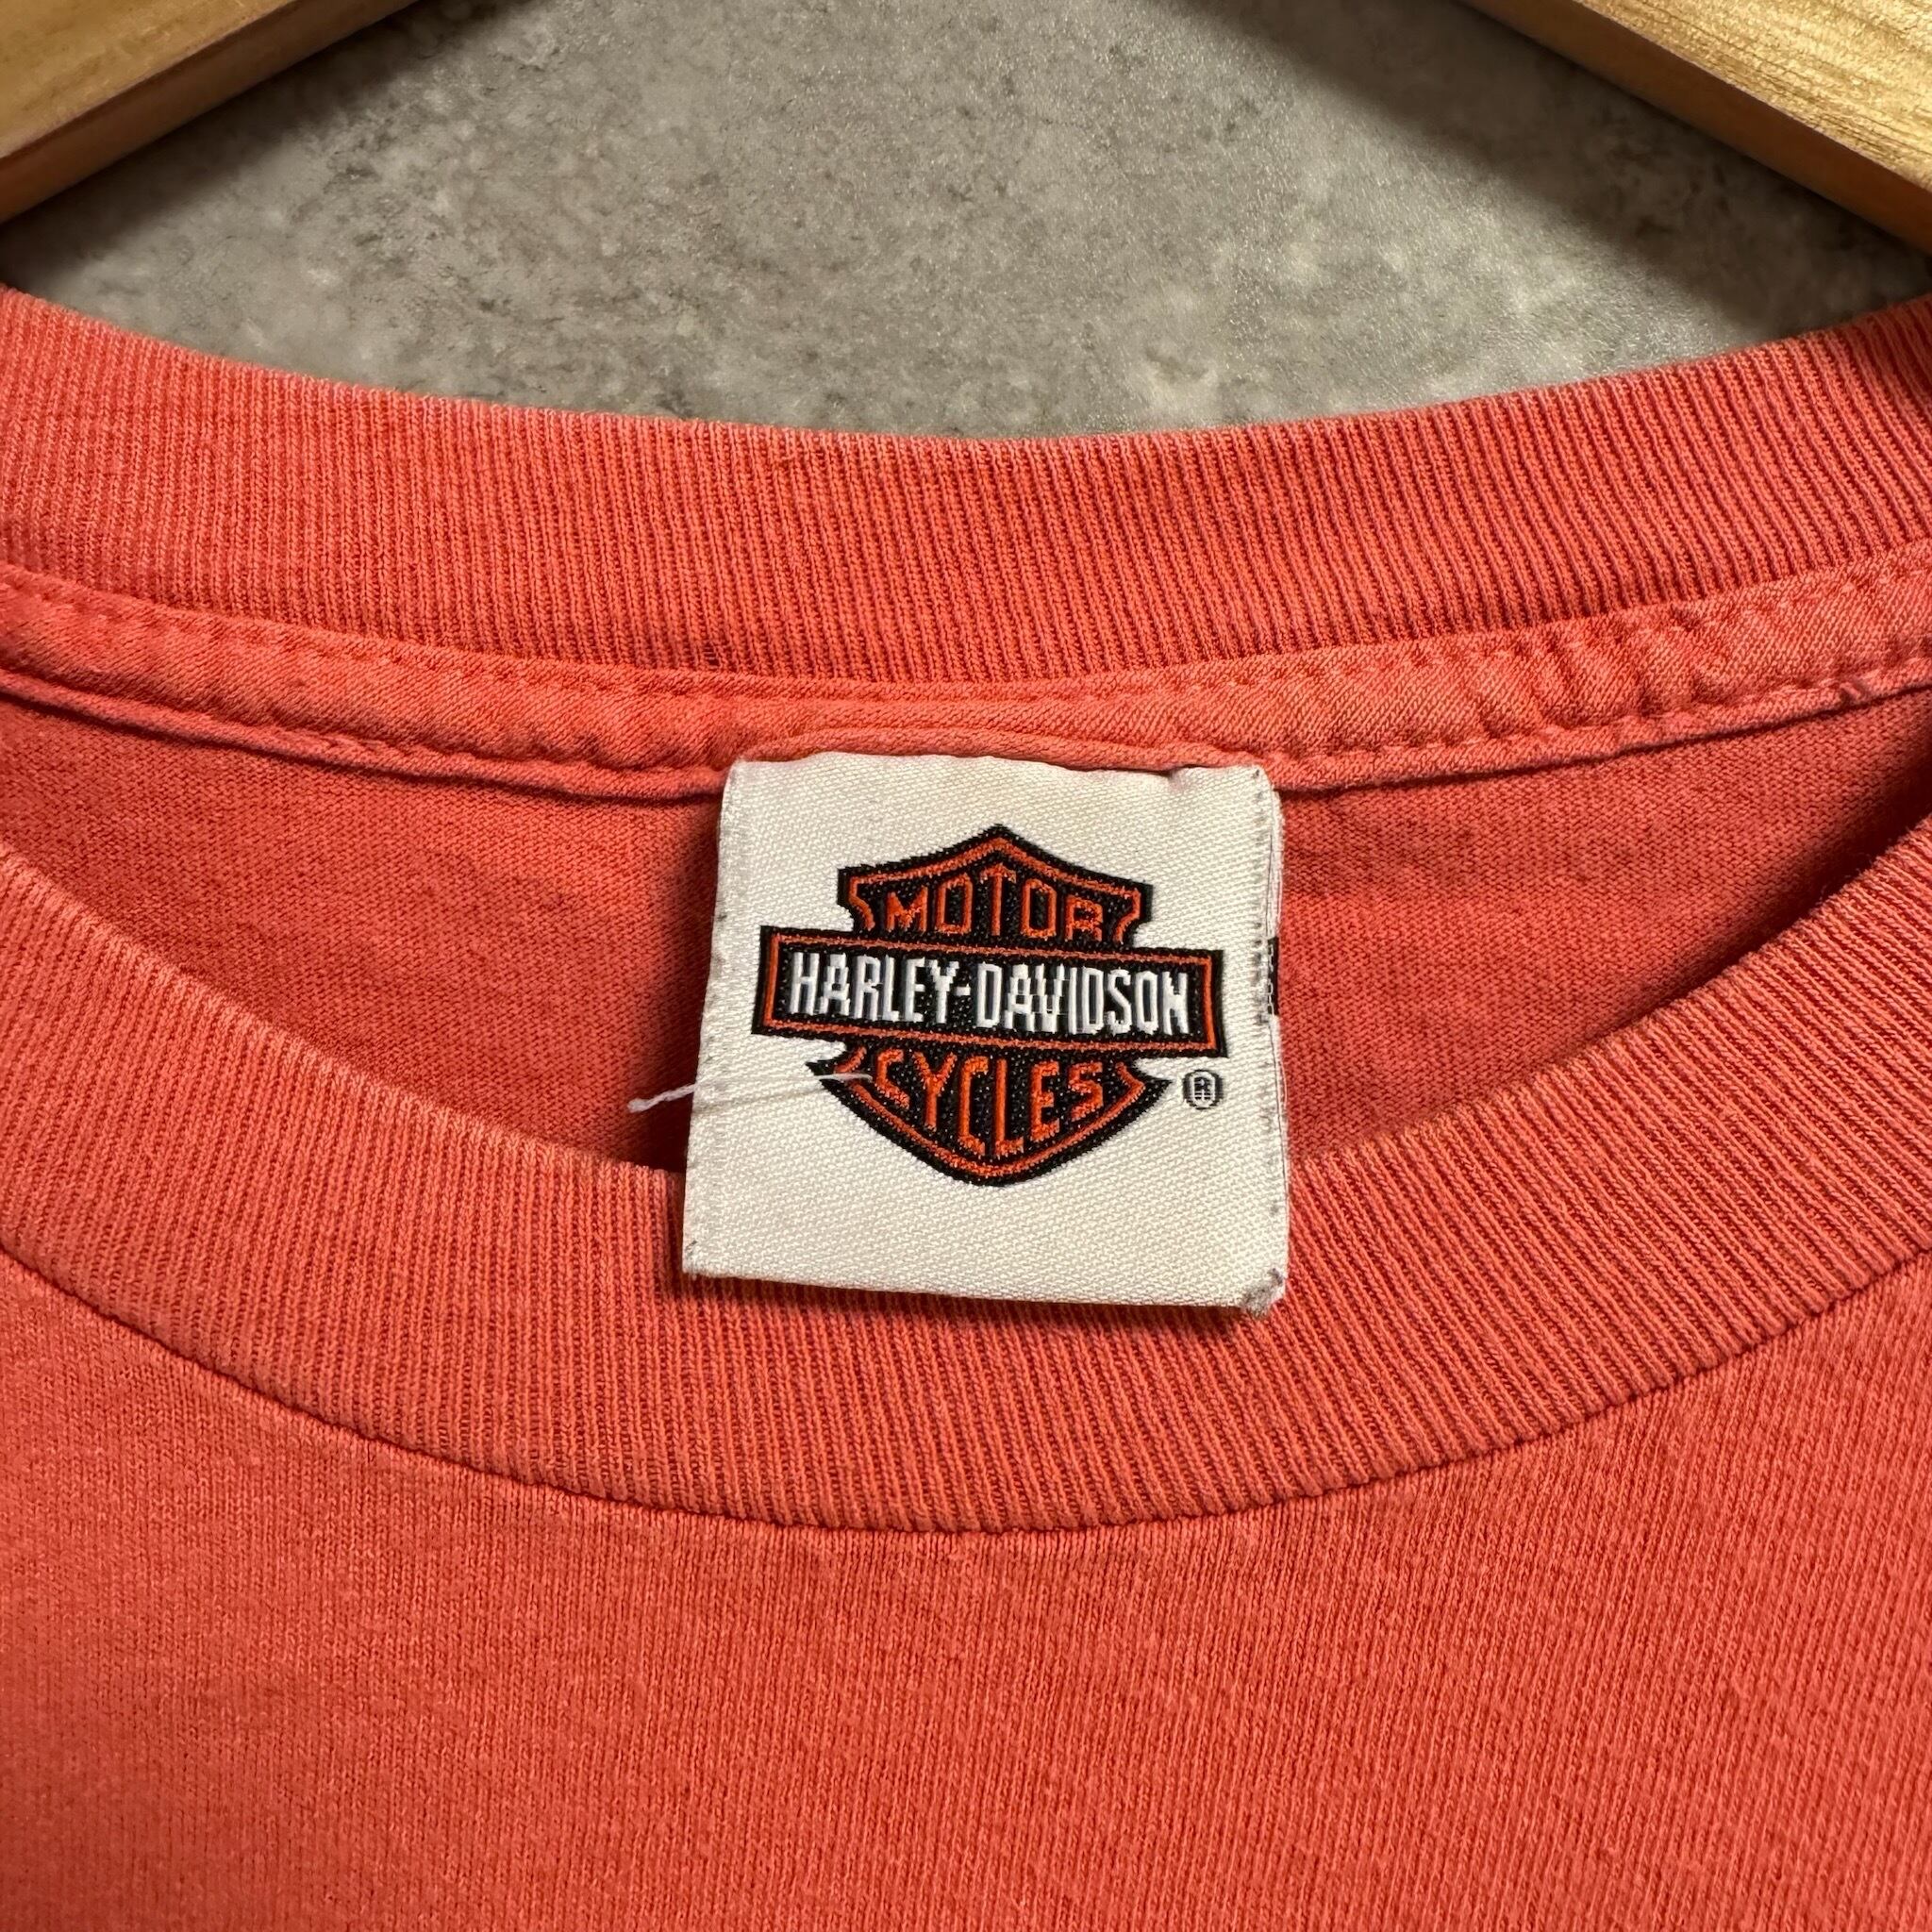 MOTOR
HARLEY-DAVIDSON
CYCLES
®